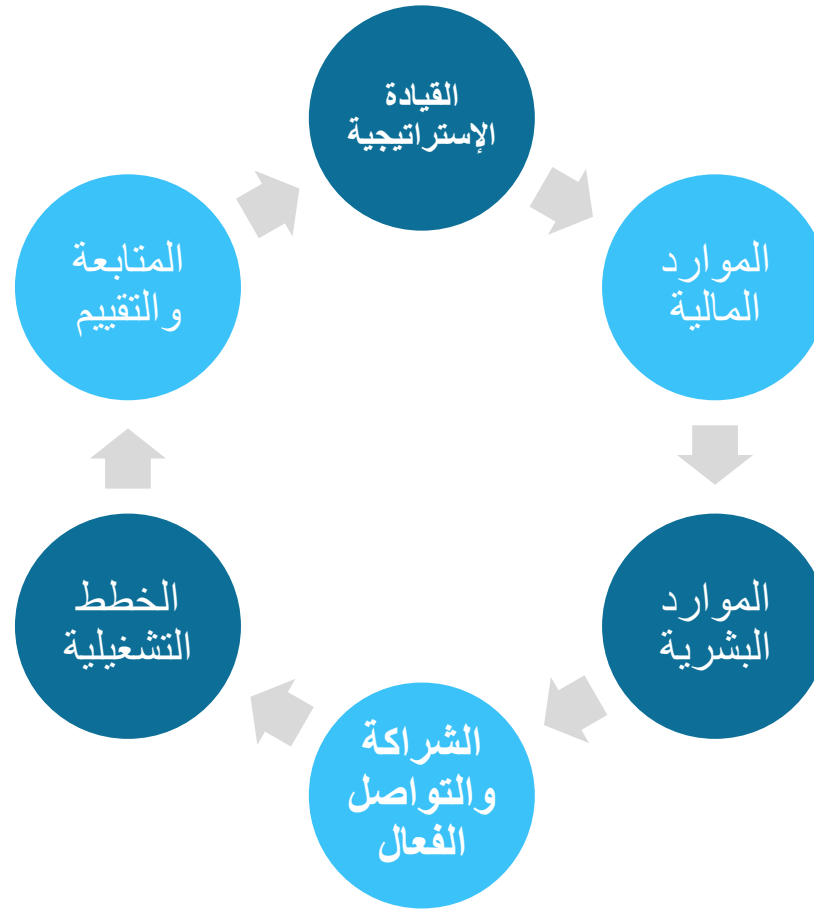 القيادة
الإستراتيجية
الموارد
المالية
الموارد
البشرية
الشراكة
والتواصل
الفعال
الخطط
التشغيلية
المتابعة
والتقييم